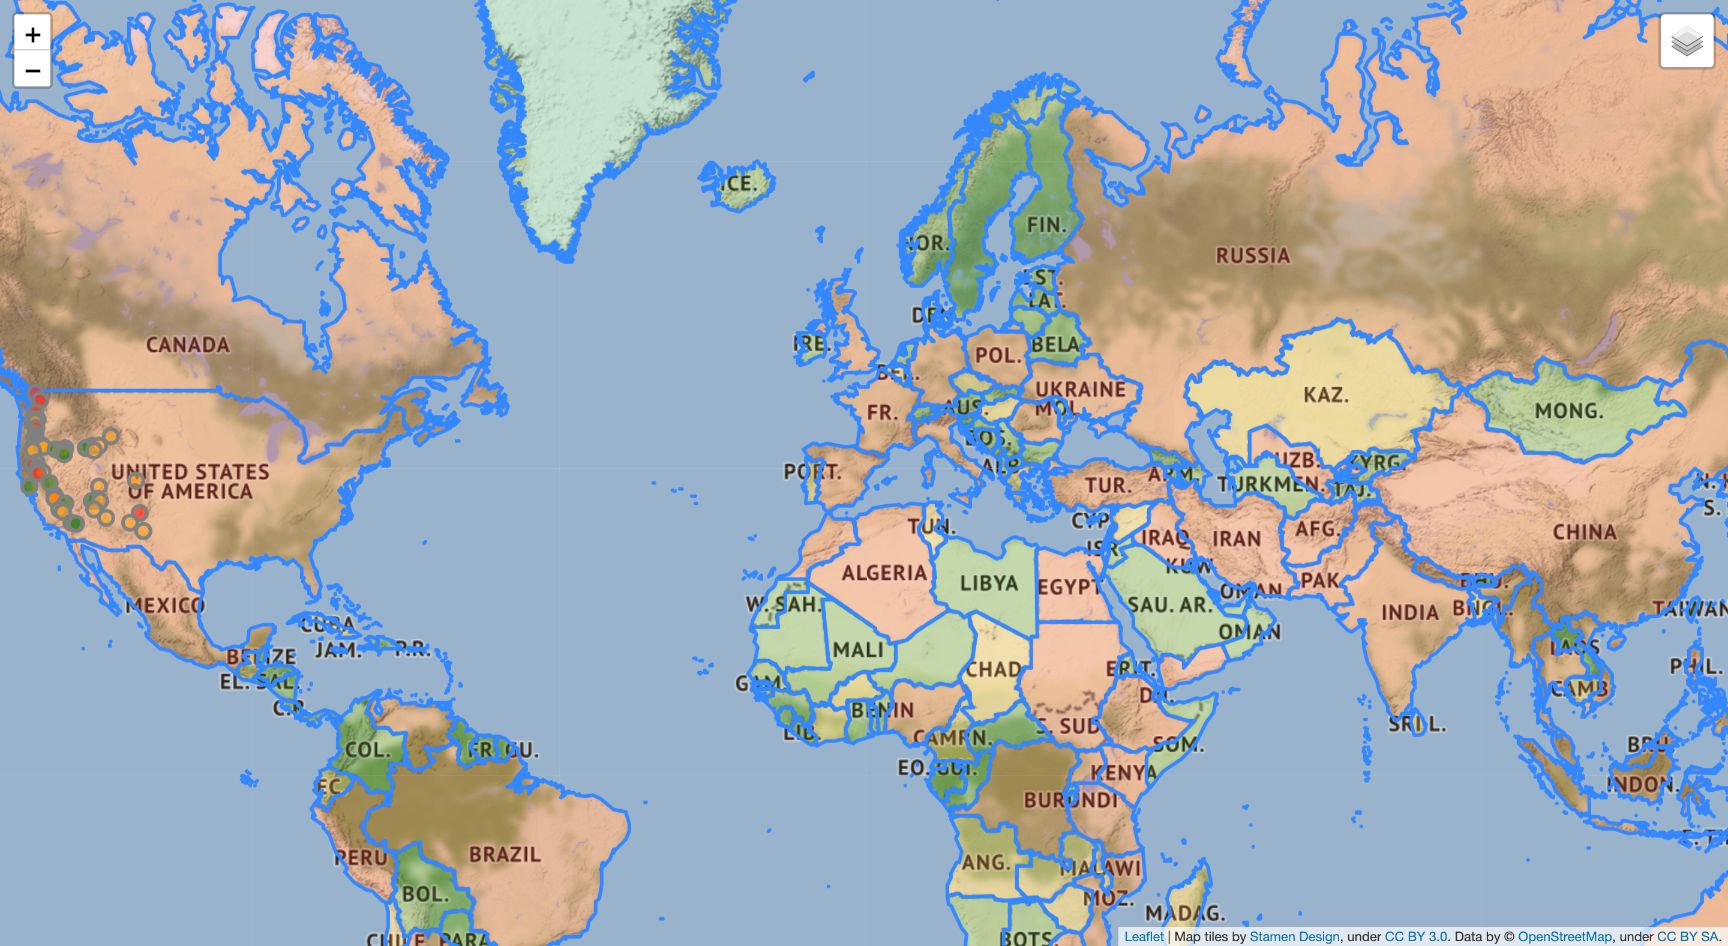 +
−
ICE.
FIN.
NOR.
RUSSIA
EST.
LAT.
IRE.
CANADA
POL.
BELA
UKRAINE
KAZ.
MONG.
FR.
AUS.
MOL.
BOS.
ALB.
PORT.
UNITED STATES
OF AMERICA
TUR.
ARM.
UZB.
KYRG.
TURKMEN.
TAJ.
TUN.
CYP.
ISR.
IRAQ
IRAN
AFG.
CHINA
ALGERIA
LIBYA
EGYPT
KUW.
OMAN
PAK.
MEXICO
W. SAH.
SAU. AR.
INDIA
BNGL.
TAIWAN
CUBA
JAM.
P.R.
MALI
OMAN
LAOS
BELIZE
EL. SAL.
GAM.
CHAD
ERIT.
DJI.
CAMB
PHIL.
C.R.
LIB.
BENIN
CAMRN.
S. SUD
SRI L.
COL.
FR. GU.
SOM.
BRU.
EC.
EQ. GUI.
KENYA
INDON.
BURUNDI
PERU
BRAZIL
ANG.
MALAWI
BOL.
MOZ.
MADAG.
CHILE
PARA.
BOTS.
Leaflet | Map tiles by Stamen Design, under CC BY 3.0. Data by © OpenStreetMap, under CC BY SA.